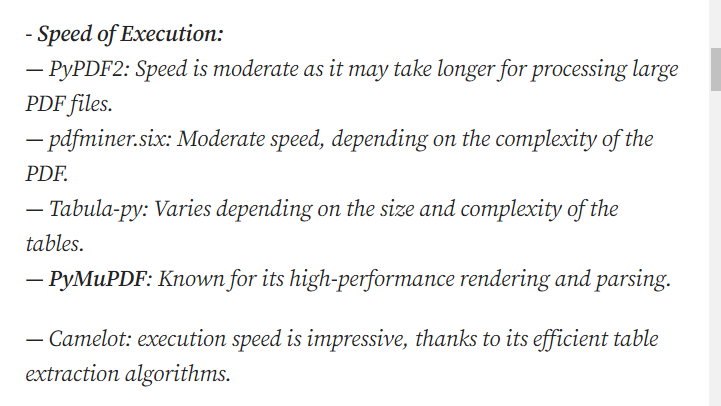 - Speed of Execution:
— PyPDF2: Speed is moderate as it may take longer for processing large
PDF files.
— pdfminer.six: Moderate speed, depending on the complexity of the
PDF.
— Tabula-py: Varies depending on the size and complexity of the
tables.
— PyMuPDF: Known for its high-performance rendering and parsing.
— Camelot: execution speed is impressive, thanks to its efficient table
extraction algorithms.